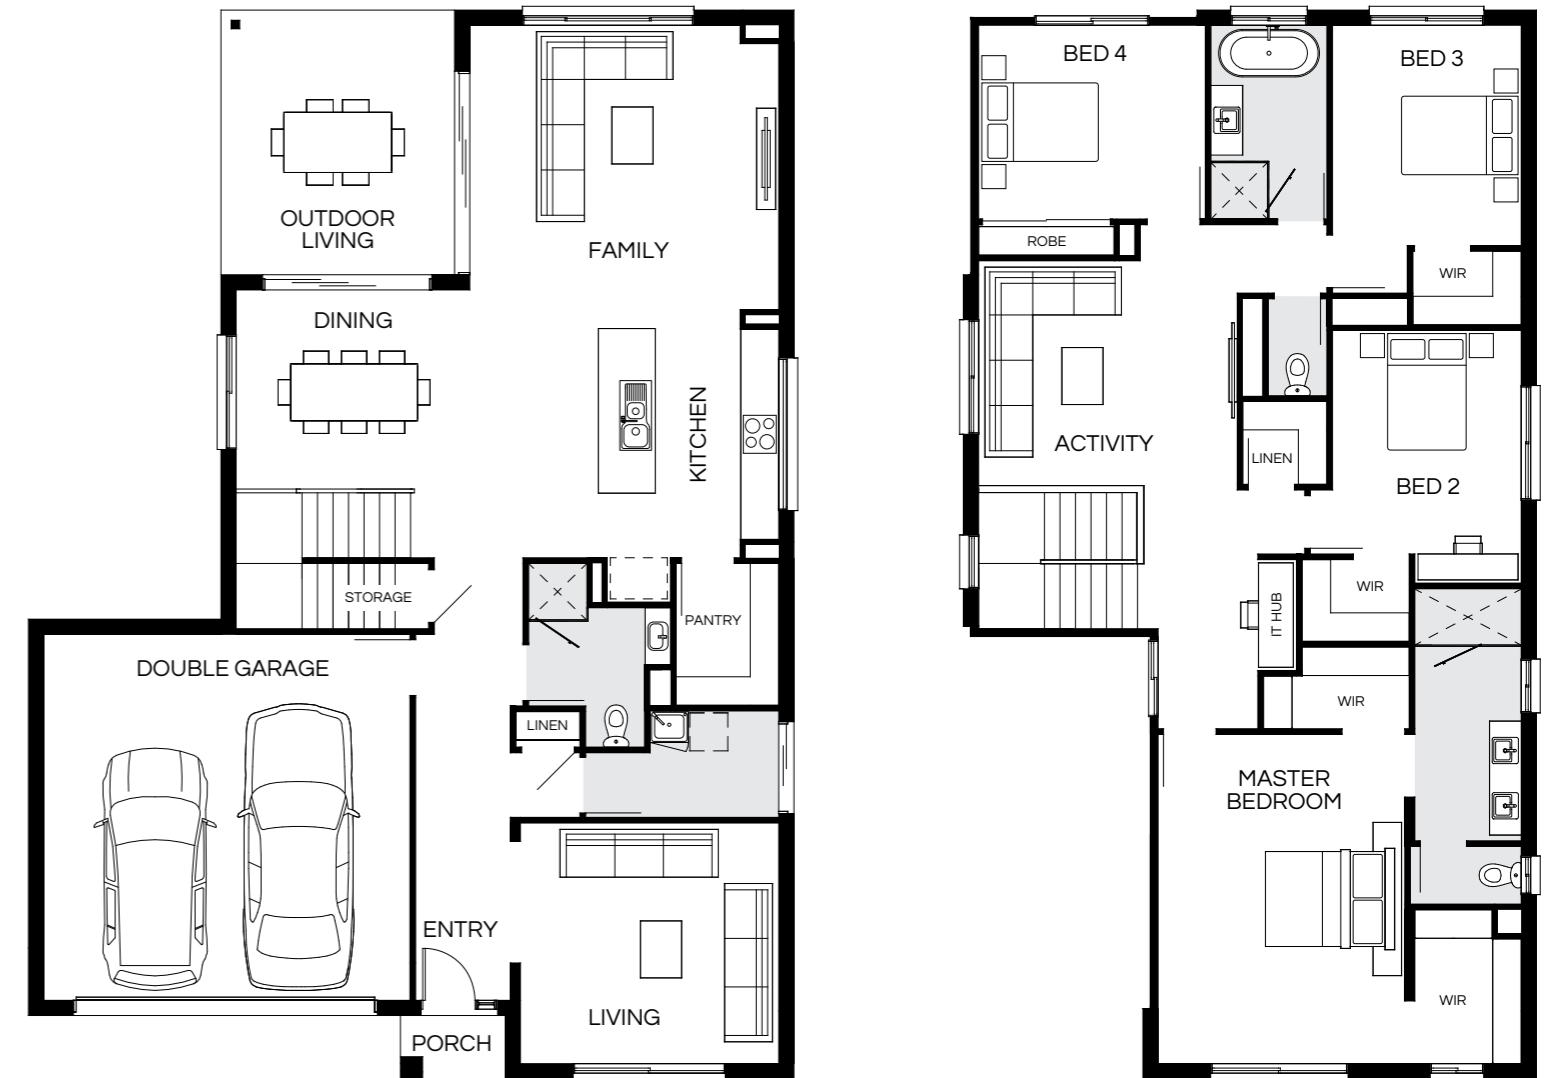 OUTDOOR
LIVING
FAMILY
DINING
KITCHEN
STORAGE
PANTRY
DOUBLE GARAGE
LINEN
ENTRY
LIVING
PORCH
BED 4
BED 3
ROBE
WIR
ACTIVITY
LINEN
BED 2
WIR
IT HUB
WIR
MASTER
BEDROOM
WIR